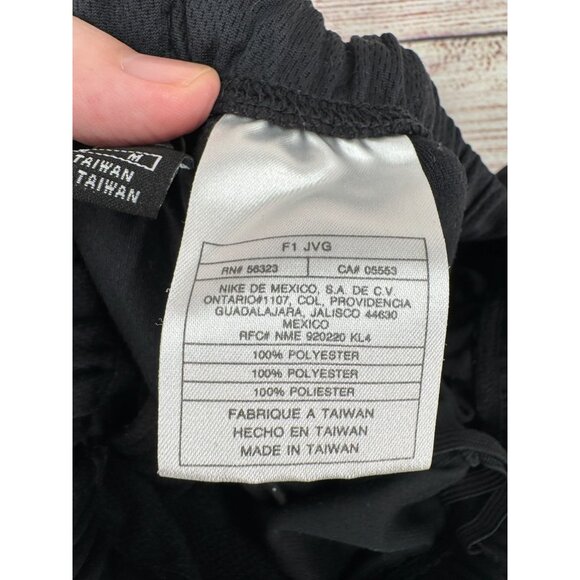 M
TAIWAN
TAIWAN
F1 JVG
RN# 56323 CA# 05553
NIKE DE MEXICO, S.A. DE C.V
ONTARIO#1107, COL, PROVIDENCIA
GUADALAJARA, JALISCO 44630
MEXICO
RFC# NME 920220 KL4
100% POLYESTER
100% POLYESTER
100% POLIESTER
FABRIQUE A TAIWAN
HECHO EN TAIWAN
MADE IN TAIWAN